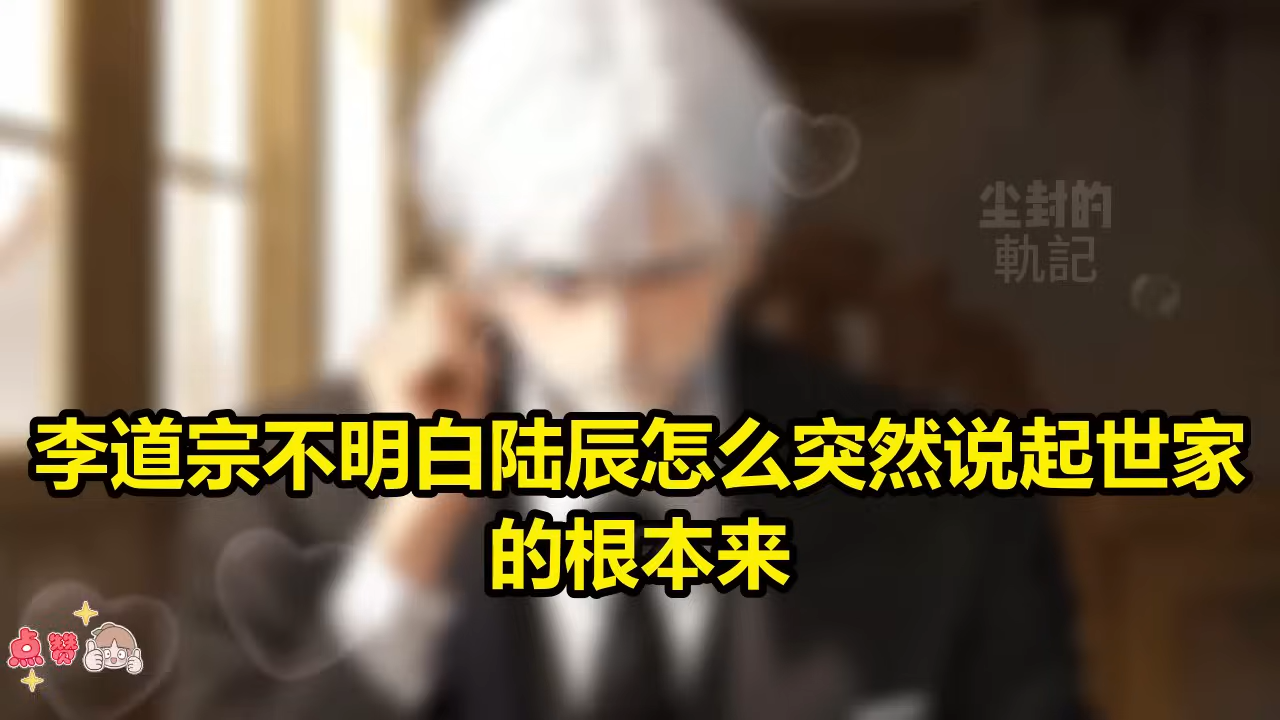 尘封的
軌記
李道宗不明白陆辰怎么突然说起世家
的根本来
点赞